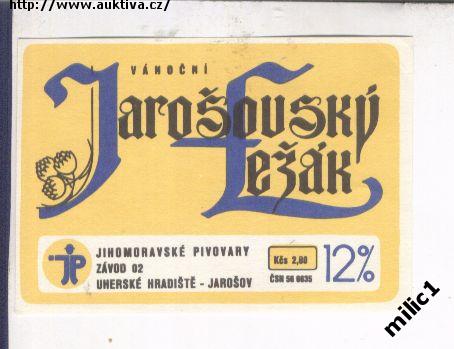 http://www.auktiva.cz/
VÁNOČNÍ
Jarošovský
Ležák
JP
JIHOMORAVSKÉ PIVOVARY
ZÁVOD 02
UHERSKÉ HRADIŠTĚ - JAROŠOV
Kčs 2,80
ČSN 56 6635
12%
milic1